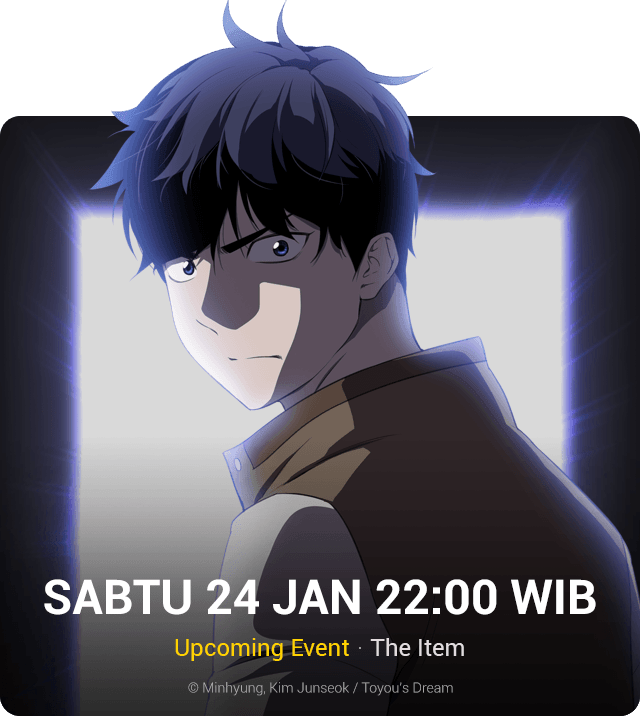 SABTU 24 JAN 22:00 WIB
Upcoming Event · The Item
© Minhyung, Kim Junseok / Toyou's Dream